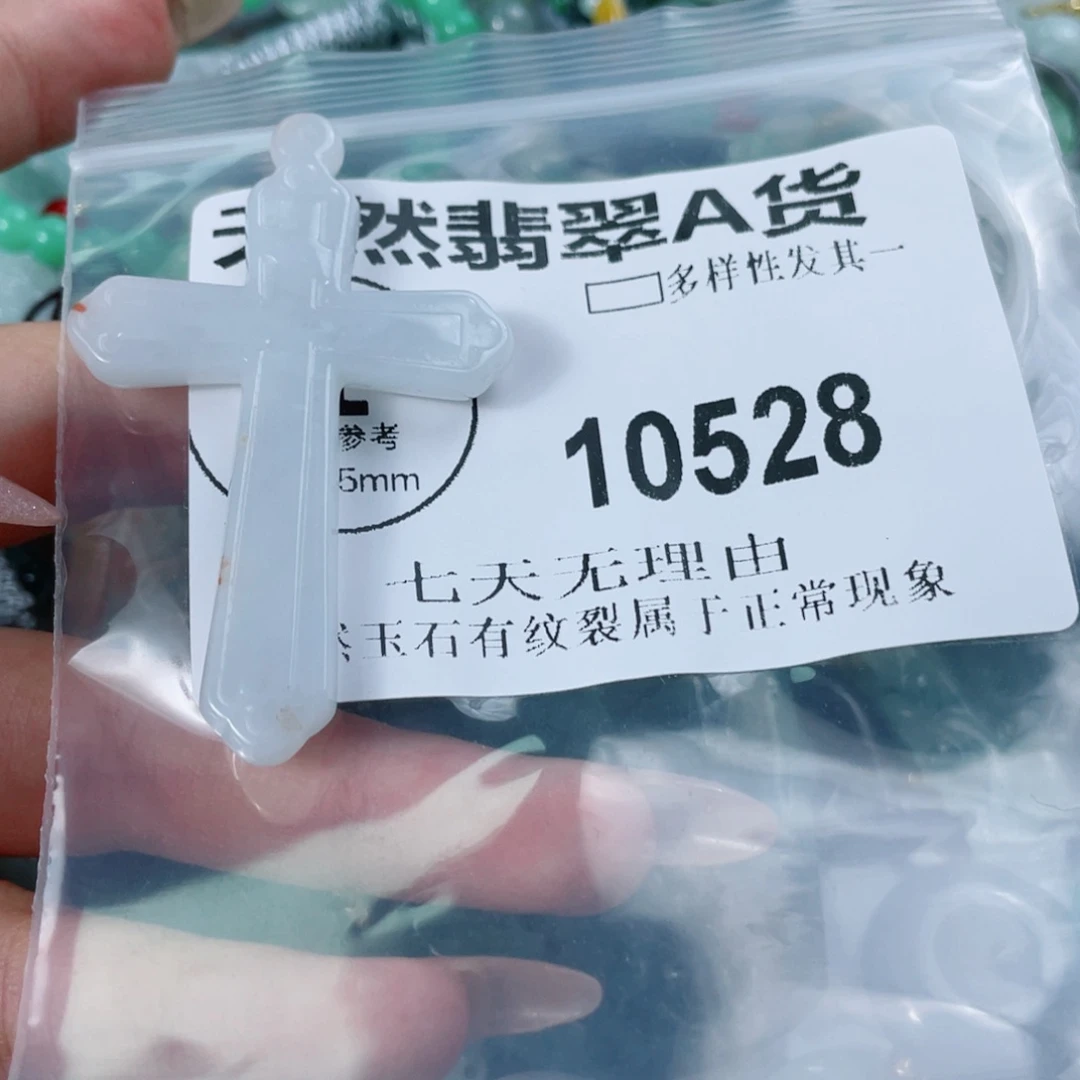 天然翡翠A货
多样性发其一
参考
5mm
10528
七天无理由
玉石有纹裂属于正常现象